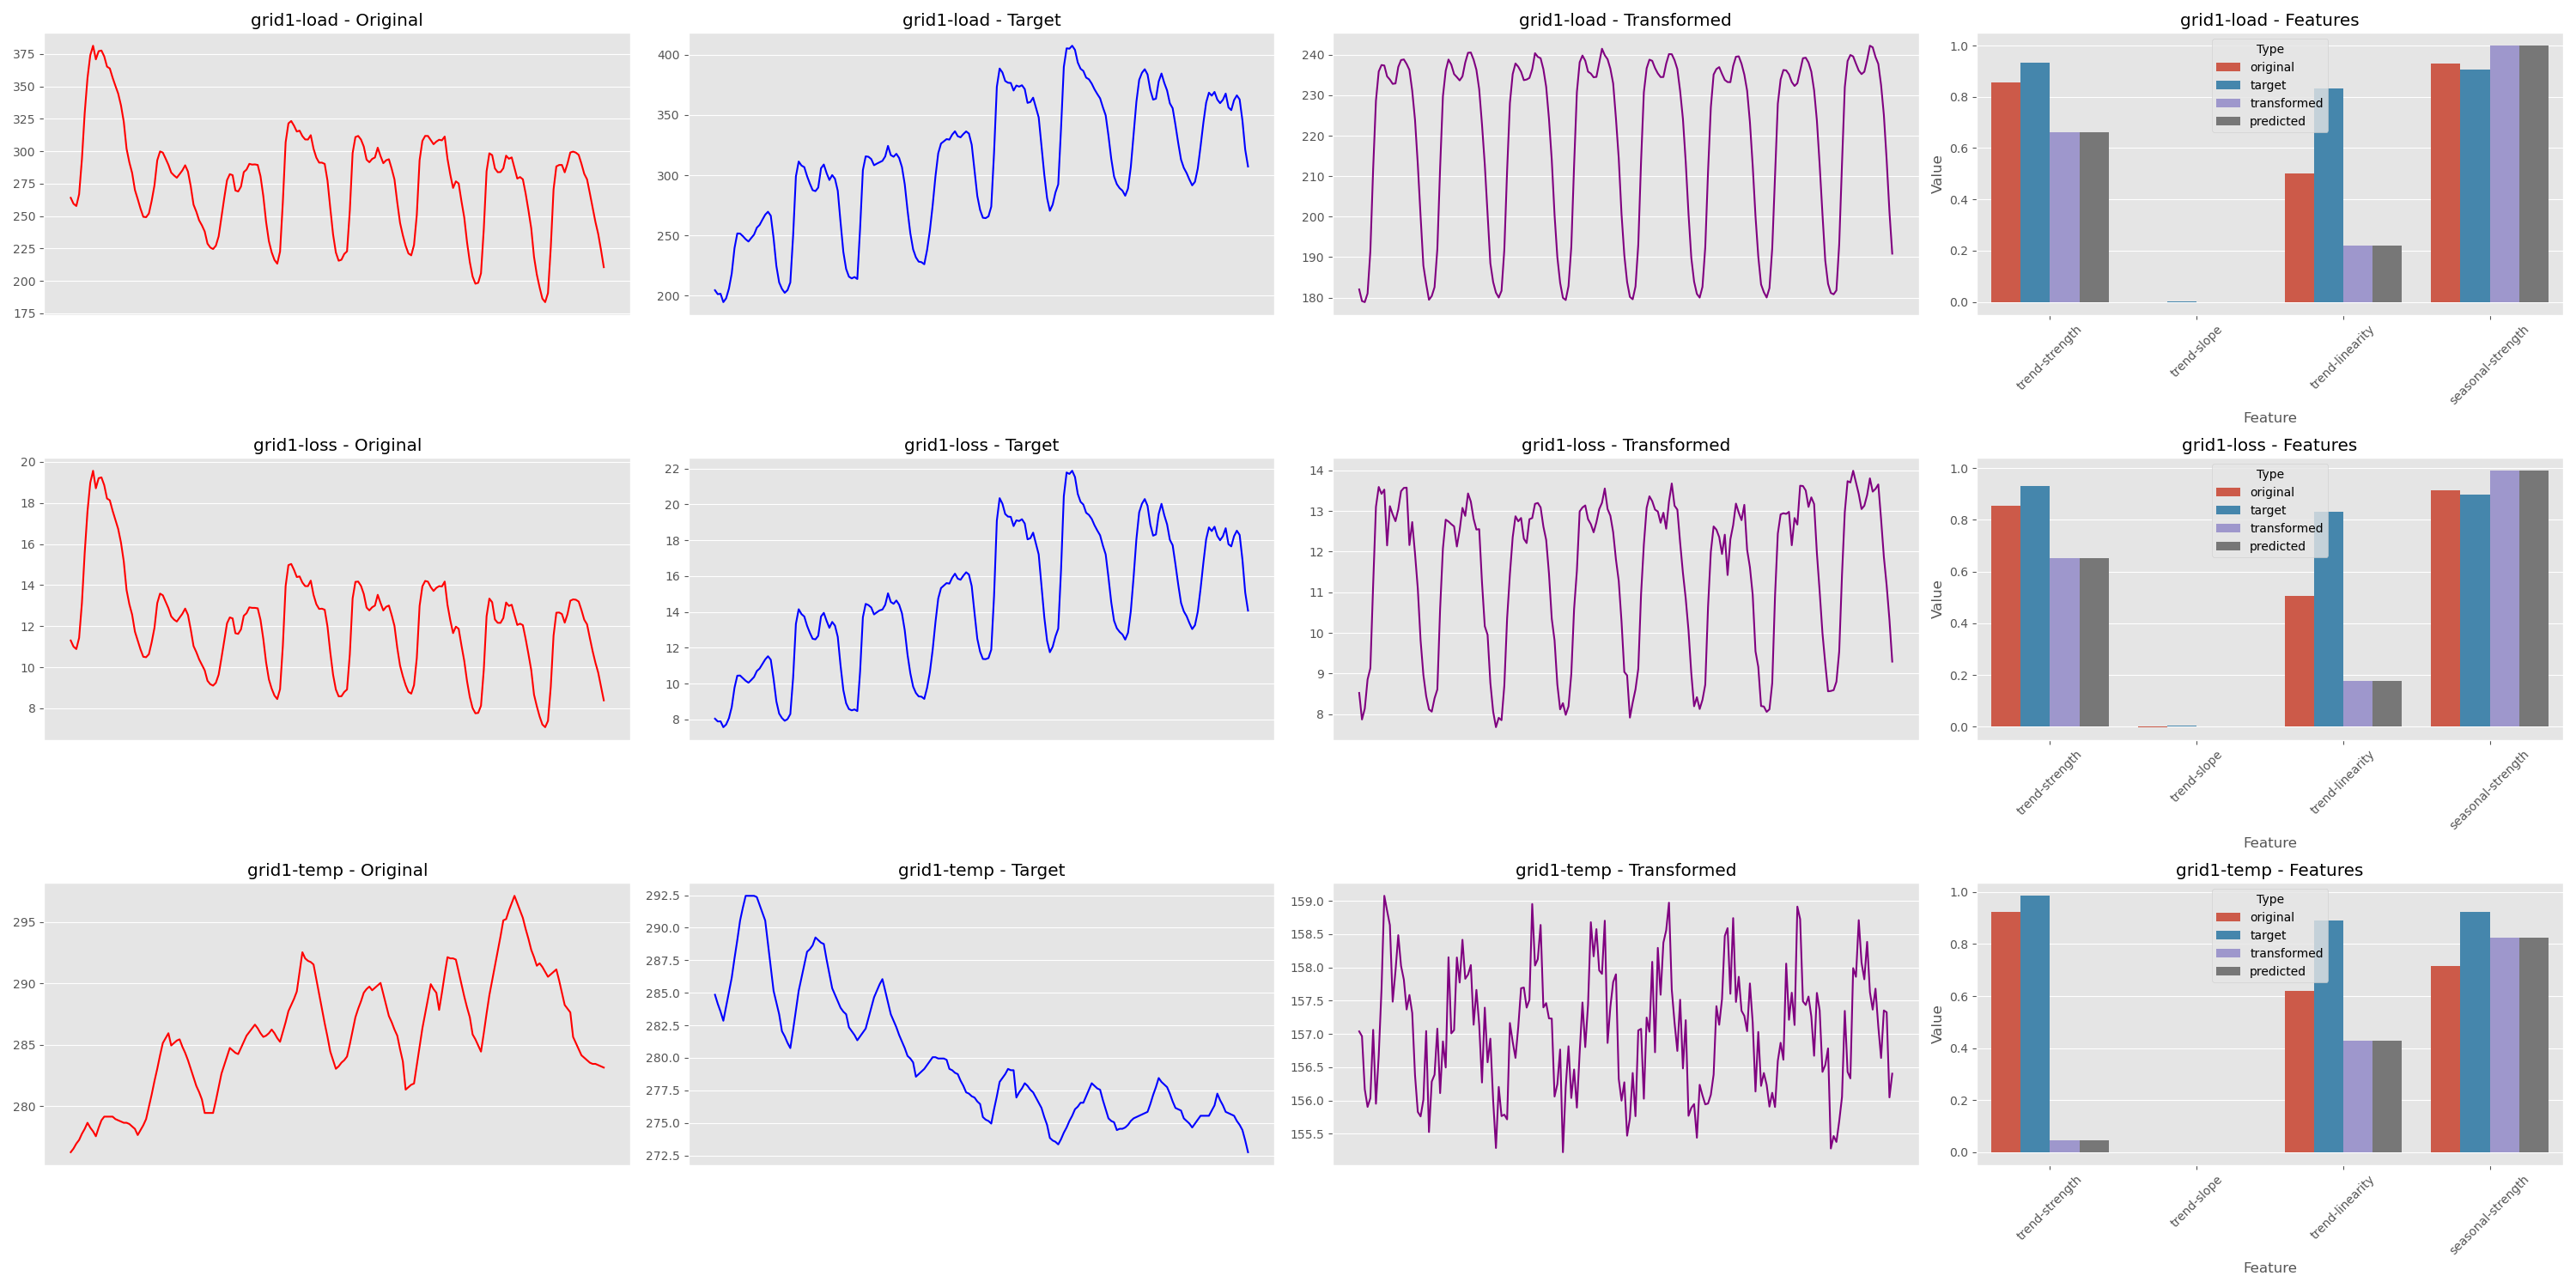 grid1-load - Original
375
350
325
300
275
250
225
200
175
grid1-load - Target
400
350
300
250
200
grid1-load - Transformed
240
230
220
210
200
190
180
grid1-load - Features
Value
1.0
0.8
0.6
0.4
0.2
0.0
Type
original
target
transformed
predicted
trend-strength
trend-slope
trend-linearity
seasonal-strength
Feature
grid1-loss - Original
20
18
16
14
12
10
8
grid1-loss - Target
22
20
18
16
14
12
10
8
grid1-loss - Transformed
14
13
12
11
10
9
8
grid1-loss - Features
Value
1.0
0.8
0.6
0.4
0.2
0.0
Type
original
target
transformed
predicted
trend-strength
trend-slope
trend-linearity
seasonal-strength
Feature
grid1-temp - Original
295
290
285
280
grid1-temp - Target
292.5
290.0
287.5
285.0
282.5
280.0
277.5
275.0
272.5
grid1-temp - Transformed
159.0
158.5
158.0
157.5
157.0
156.5
156.0
155.5
grid1-temp - Features
Value
1.0
0.8
0.6
0.4
0.2
0.0
Type
original
target
transformed
predicted
trend-strength
trend-slope
trend-linearity
seasonal-strength
Feature